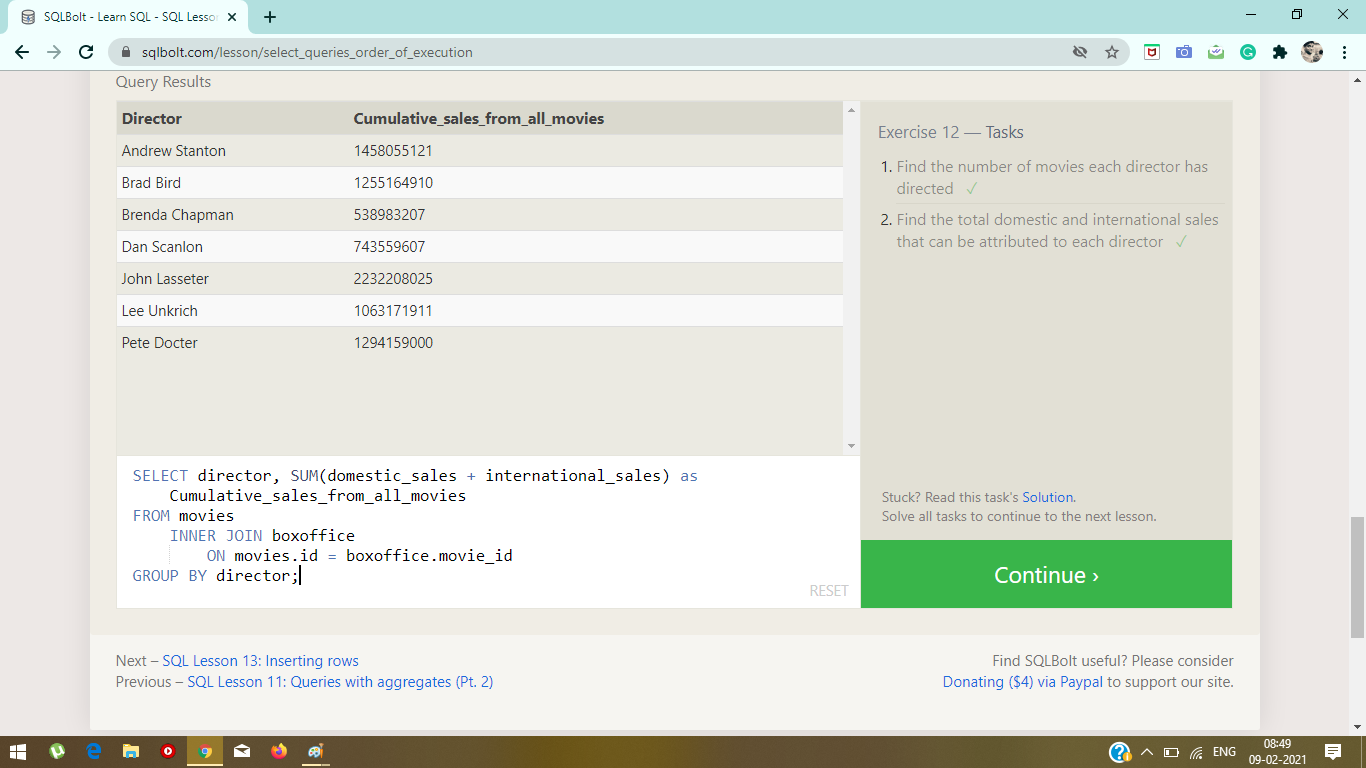 SQLBolt - Learn SQL - SQL Lesson
sqlbolt.com/lesson/select_queries_order_of_execution
Query Results
Director Cumulative_sales_from_all_movies
Andrew Stanton 1458055121
Brad Bird 1255164910
Brenda Chapman 538983207
Dan Scanlon 743559607
John Lasseter 2232208025
Lee Unkrich 1063171911
Pete Docter 1294159000
SELECT director, SUM(domestic_sales + international_sales) as
Cumulative_sales_from_all_movies
FROM movies
INNER JOIN boxoffice
ON movies.id = boxoffice.movie_id
GROUP BY director;
RESET
Exercise 12 — Tasks
1. Find the number of movies each director has
directed ✓
2. Find the total domestic and international sales
that can be attributed to each director ✓
Stuck? Read this task's Solution.
Solve all tasks to continue to the next lesson.
Continue ›
Next – SQL Lesson 13: Inserting rows
Previous – SQL Lesson 11: Queries with aggregates (Pt. 2)
Find SQLBolt useful? Please consider
Donating ($4) via Paypal to support our site.
ENG
08:49
09-02-2021